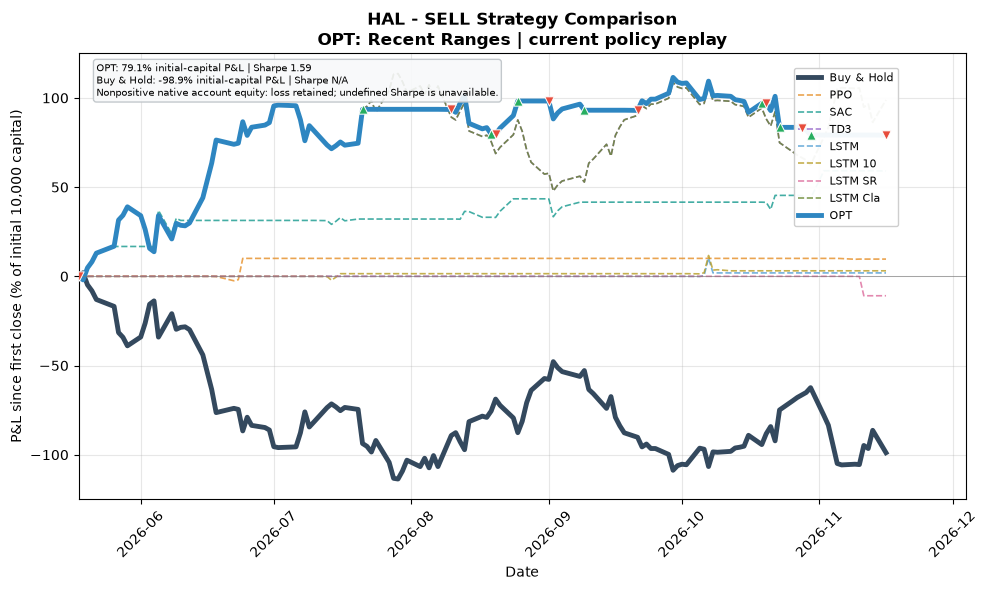 HAL - SELL Strategy Comparison
OPT: Recent Ranges | current policy replay
OPT: 79.1% initial-capital P&L | Sharpe 1.59
Buy & Hold: -98.9% initial-capital P&L | Sharpe N/A
Nonpositive native account equity: loss retained; undefined Sharpe is unavailable.
Buy & Hold
PPO
SAC
TD3
LSTM
LSTM 10
LSTM SR
LSTM Cla
OPT
P&L since first close (% of initial 10,000 capital)
100
50
0
−50
−100
2026-06
2026-07
2026-08
2026-09
2026-10
2026-11
2026-12
Date